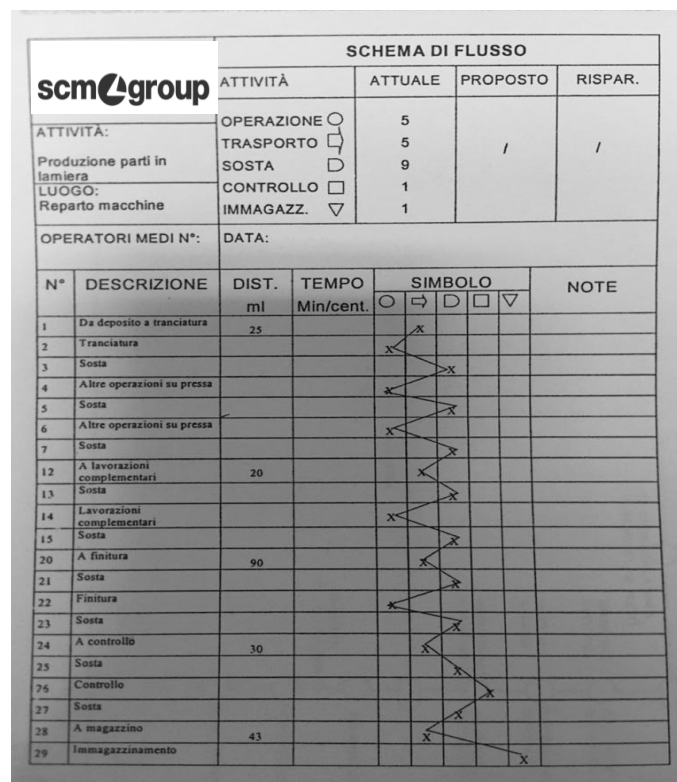 SCHEMA DI FLUSSO
scm group
ATTIVITÀ ATTUALE PROPOSTO RISPAR.
ATTIVITÀ:
Produzione parti in
lamiera
LUOGO:
Reparto macchine
OPERAZIONE 5
TRASPORTO 5
SOSTA 9
CONTROLLO 1
IMMAGAZZ. 1
/ /
OPERATORI MEDI N°: DATA:
N° DESCRIZIONE DIST. TEMPO SIMBOLO NOTE
ml Min/cent.
1 Da deposito a tranciatura 25 x
2 Tranciatura x
3 Sosta x
4 Altre operazioni su pressa x
5 Sosta x
6 Altre operazioni su pressa x
7 Sosta x
12 A lavorazioni
complementari 20 x
13 Sosta x
14 Lavorazioni
complementari x
15 Sosta x
20 A finitura 90 x
21 Sosta x
22 Finitura x
23 Sosta x
24 A controllo 30 x
25 Sosta x
76 Controllo x
27 Sosta x
28 A magazzino 43 x
29 Immagazzinamento x